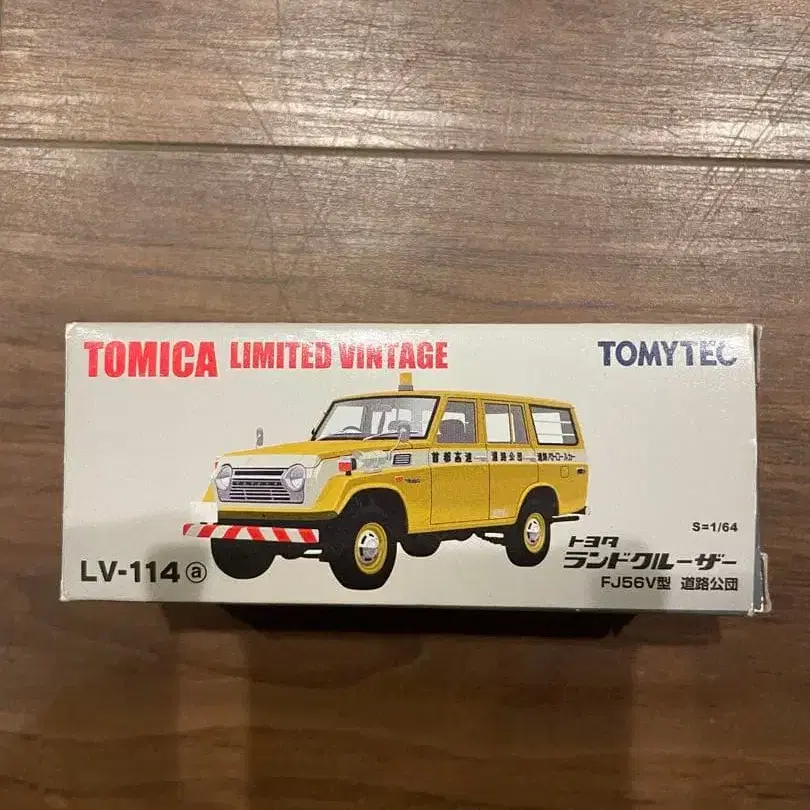 TOMICA LIMITED VINTAGE
TOMYTEC
首都高速 道路公団 道路パトロールカー
S=1/64
トヨタ
ランドクルーザー
LV-114 ⓐ
FJ56V型 道路公団